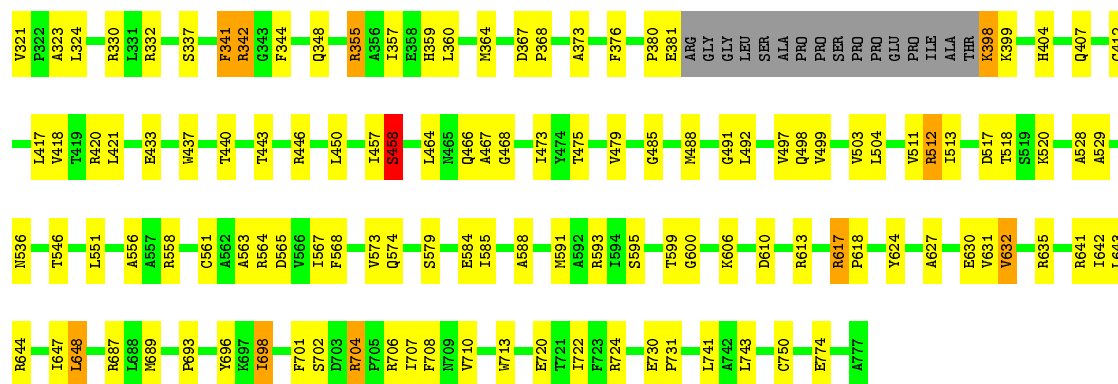 V321 P322 A323 L324 R330 L331 R332 S337 F341 R342 G343 F344 Q348 R355 A356 I357 E358 H359 L360 M364 D367 P368 A373 F376 P380 E381 ARG GLY GLY LEU SER ALA PRO PRO SER PRO PRO GLU PRO ILE ALA THR K398 K399 H404 Q407
L417 V418 T419 R420 L421 E433 W437 T440 T443 R446 L450 I457 S458 L464 N465 Q466 A467 G468 I473 Y474 T475 V479 G485 M488 G491 L492 V497 Q498 V499 V503 L504 V511 R512 I513 D517 T518 S519 K520 A528 A529
N536 T546 L551 A556 A557 R558 C561 A562 A563 R564 D565 V566 I567 F568 V573 Q574 S579 E584 I585 A588 M591 A592 R593 I594 S595 T599 G600 K606 D610 R613 R617 P618 Y624 A627 E630 V631 V632 R635 R641 I642
R644 I647 L648 R687 L688 M689 P693 Y696 K697 I698 F701 S702 D703 R704 P705 R706 I707 F708 N709 V710 W713 E720 T721 I722 F723 R724 E730 P731 L741 A742 L743 C750 E774 A777